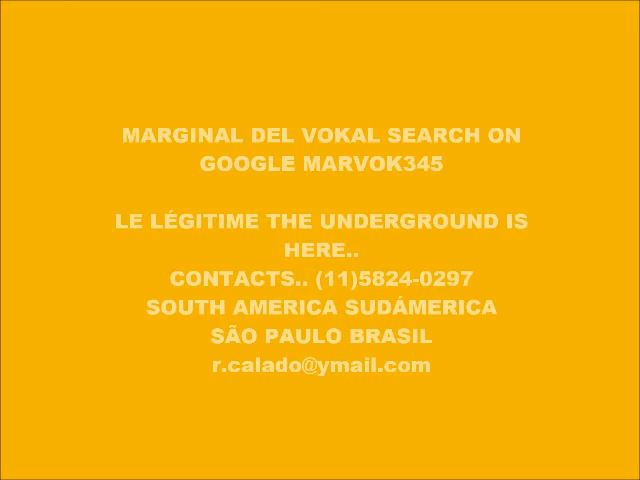 MARGINAL DEL VOKAL SEARCH ON
GOOGLE MARVOK345
LE LÉGITIME THE UNDERGROUND IS
HERE..
CONTACTS.. (11)5824-0297
SOUTH AMERICA SUDÁMERICA
SÃO PAULO BRASIL
r.calado@ymail.com